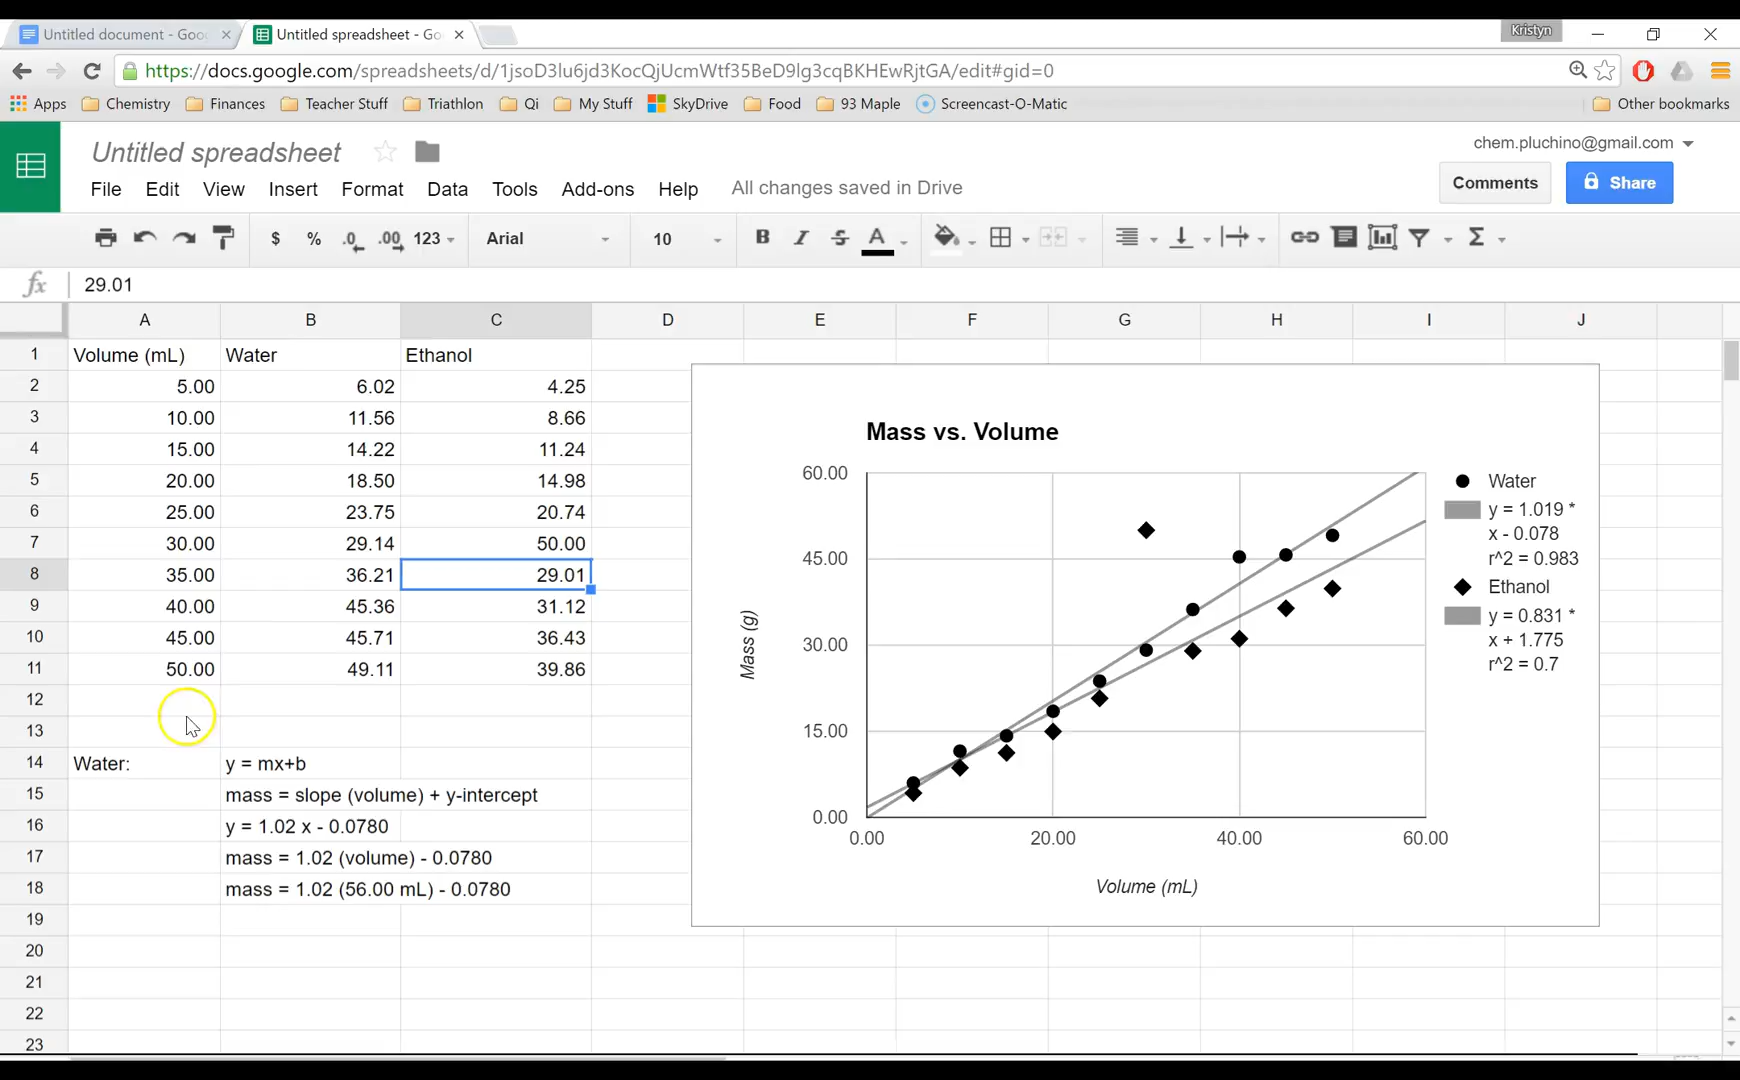 Kristyn
Untitled document - Goo
Untitled spreadsheet - Go
https://docs.google.com/spreadsheets/d/1jsoD3lu6jd3KocQjUcmWtf35BeD9lg3cqBKHEwRjtGA/edit#gid=0
Apps Chemistry Finances Teacher Stuff Triathlon Qi My Stuff SkyDrive Food 93 Maple Screencast-O-Matic Other bookmarks
Untitled spreadsheet
chem.pluchino@gmail.com
File Edit View Insert Format Data Tools Add-ons Help All changes saved in Drive
Comments Share
$ % .0 .00 123 Arial 10 B I S A Σ
fx 29.01
A B C D E F G H I J
1 Volume (mL) Water Ethanol
2 5.00 6.02 4.25
3 10.00 11.56 8.66
4 15.00 14.22 11.24
5 20.00 18.50 14.98
6 25.00 23.75 20.74
7 30.00 29.14 50.00
8 35.00 36.21 29.01
9 40.00 45.36 31.12
10 45.00 45.71 36.43
11 50.00 49.11 39.86
12
13
14 Water: y = mx+b
15 mass = slope (volume) + y-intercept
16 y = 1.02 x - 0.0780
17 mass = 1.02 (volume) - 0.0780
18 mass = 1.02 (56.00 mL) - 0.0780
19
20
21
22
23
Mass vs. Volume
60.00
45.00
30.00
15.00
0.00
Mass (g)
0.00 20.00 40.00 60.00
Volume (mL)
Water
y = 1.019 *
x - 0.078
r^2 = 0.983
Ethanol
y = 0.831 *
x + 1.775
r^2 = 0.7